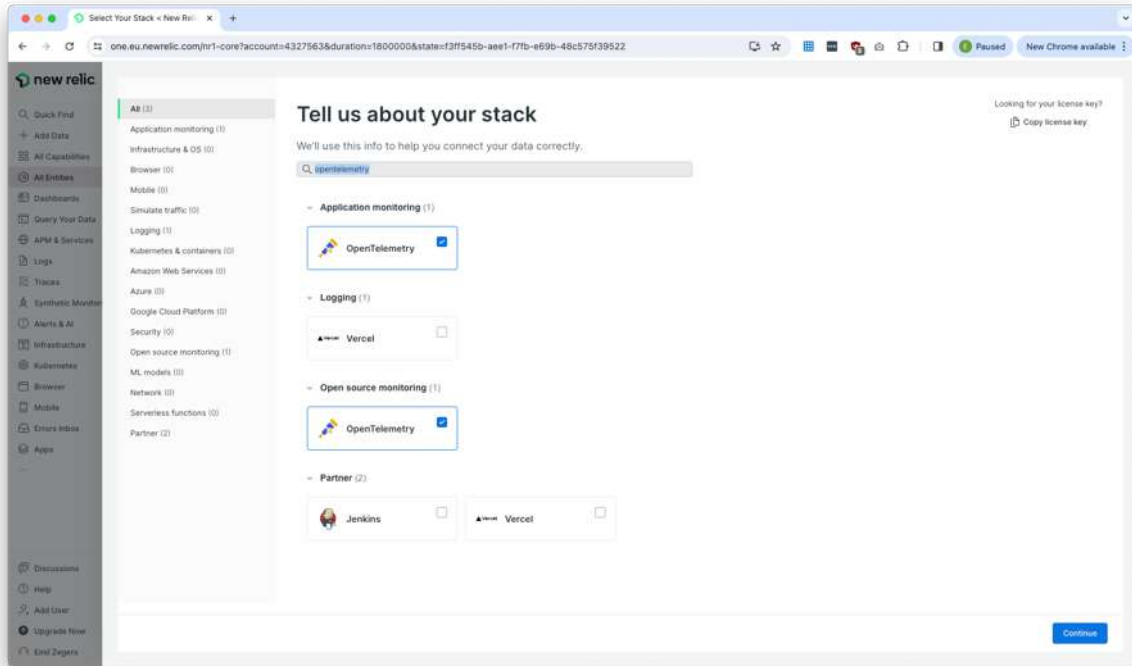 Select Your Stack < New Rel
one.eu.newrelic.com/nr1-core?account=4327563&duration=1800000&state=f3ff545b-aee1-f7fb-e69b-48c575f39522
Paused
New Chrome available
new relic
Quick Find
Add Data
All Capabilities
All Entities
Dashboards
Query Your Data
APM & Services
Logs
Traces
Synthetic Monitor
Alerts & AI
Infrastructure
Kubernetes
Browser
Mobile
Errors Inbox
Apps
...
Discussions
Help
Add User
Upgrade Now
Emil Zegers
All (3)
Application monitoring (1)
Infrastructure & OS (0)
Browser (0)
Mobile (0)
Simulate traffic (0)
Logging (1)
Kubernetes & containers (0)
Amazon Web Services (0)
Azure (0)
Google Cloud Platform (0)
Security (0)
Open source monitoring (1)
ML models (0)
Network (0)
Serverless functions (0)
Partner (2)
Tell us about your stack
We'll use this info to help you connect your data correctly.
opentelemetry
Application monitoring (1)
OpenTelemetry
Logging (1)
Vercel
Open source monitoring (1)
OpenTelemetry
Partner (2)
Jenkins
Vercel
Looking for your license key?
Copy license key
Continue